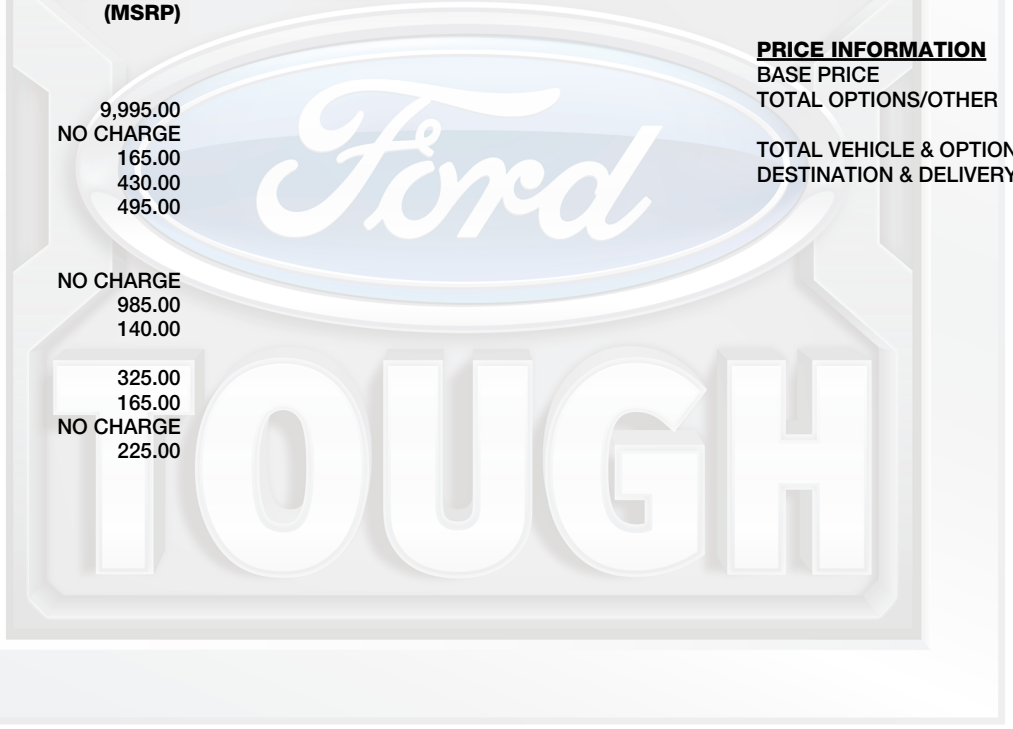 (MSRP)
9,995.00
NO CHARGE
165.00
430.00
495.00
NO CHARGE
985.00
140.00
325.00
165.00
NO CHARGE
225.00
PRICE INFORMATION
BASE PRICE
TOTAL OPTIONS/OTHER
TOTAL VEHICLE & OPTION
DESTINATION & DELIVERY
Ford
TOUGH